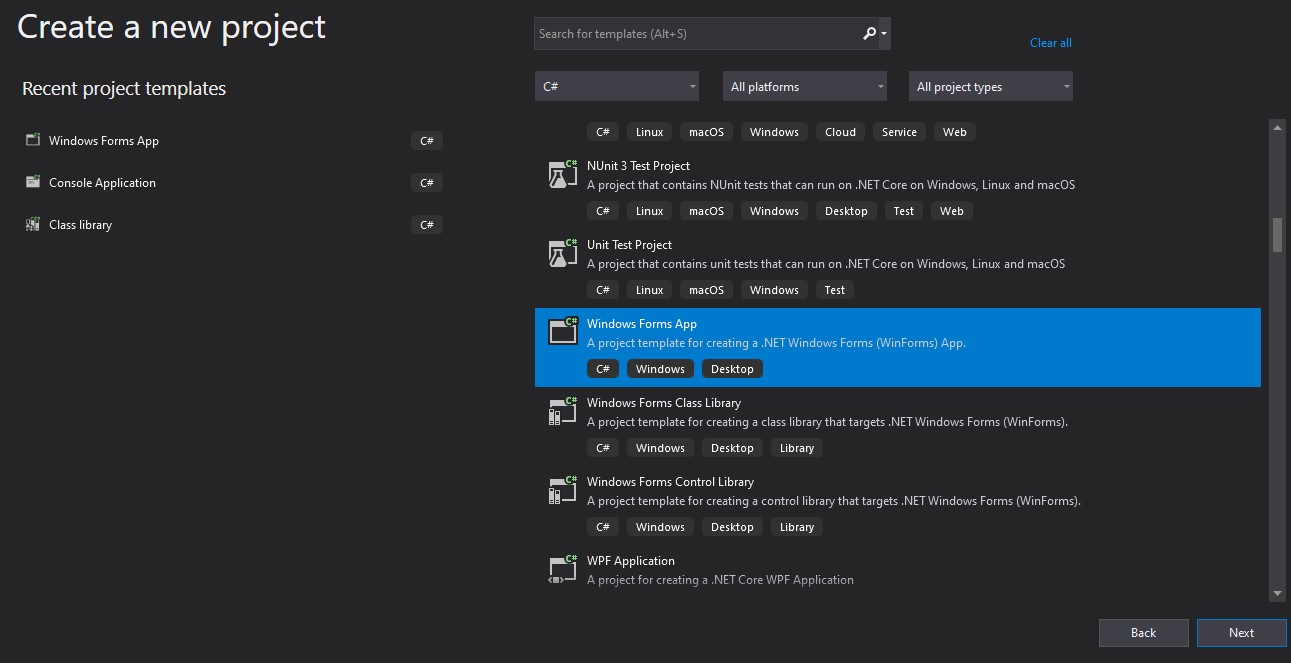 Create a new project
Recent project templates
Windows Forms App C#
Console Application C#
Class library C#
Search for templates (Alt+S)
Clear all
C# All platforms All project types
C# Linux macOS Windows Cloud Service Web
C#
NUnit 3 Test Project
A project that contains NUnit tests that can run on .NET Core on Windows, Linux and macOS
C# Linux macOS Windows Desktop Test Web
C#
Unit Test Project
A project that contains unit tests that can run on .NET Core on Windows, Linux and macOS
C# Linux macOS Windows Test
C#
Windows Forms App
A project template for creating a .NET Windows Forms (WinForms) App.
C# Windows Desktop
C#
Windows Forms Class Library
A project template for creating a class library that targets .NET Windows Forms (WinForms).
C# Windows Desktop Library
C#
Windows Forms Control Library
A project template for creating a control library that targets .NET Windows Forms (WinForms).
C# Windows Desktop Library
C#
WPF Application
A project for creating a .NET Core WPF Application
Back Next